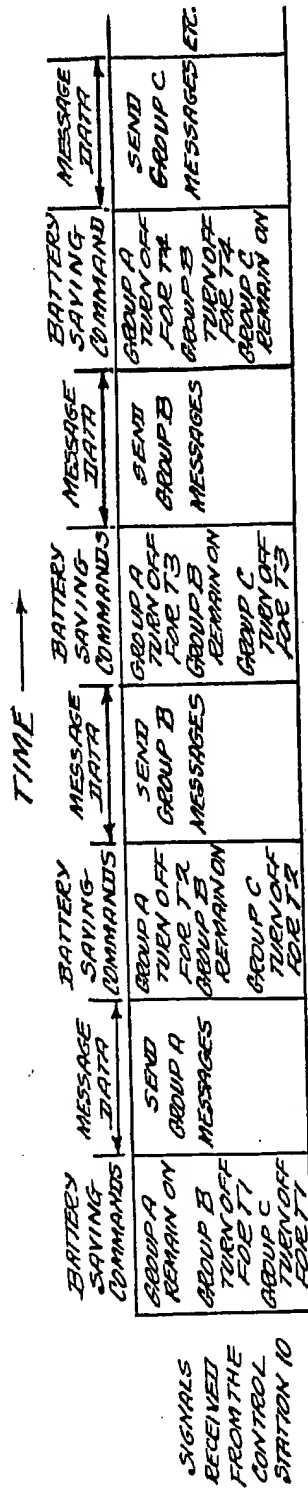 TIME
BATTERY
SAVING
COMMANDS
MESSAGE
DATA
BATTERY
SAVING
COMMANDS
MESSAGE
DATA
BATTERY
SAVING
COMMANDS
MESSAGE
DATA
BATTERY
SAVING
COMMAND
MESSAGE
DATA
SIGNALS
RECEIVED
FROM THE
CONTROL
STATION 10
GROUP A
REMAIN ON
GROUP B
TURN OFF
FOR T1
GROUP C
TURN OFF
FOR T1
SEND
GROUP A
MESSAGES
GROUP A
TURN OFF
FOR T2
GROUP B
REMAIN ON
GROUP C
TURN OFF
FOR T2
SEND
GROUP B
MESSAGES
GROUP A
TURN OFF
FOR T3
GROUP B
REMAIN ON
GROUP C
TURN OFF
FOR T3
SEND
GROUP B
MESSAGES
GROUP A
TURN OFF
FOR T4
GROUP B
TURN OFF
FOR T4
GROUP C
REMAIN ON
SEND
GROUP C
MESSAGES
ETC.